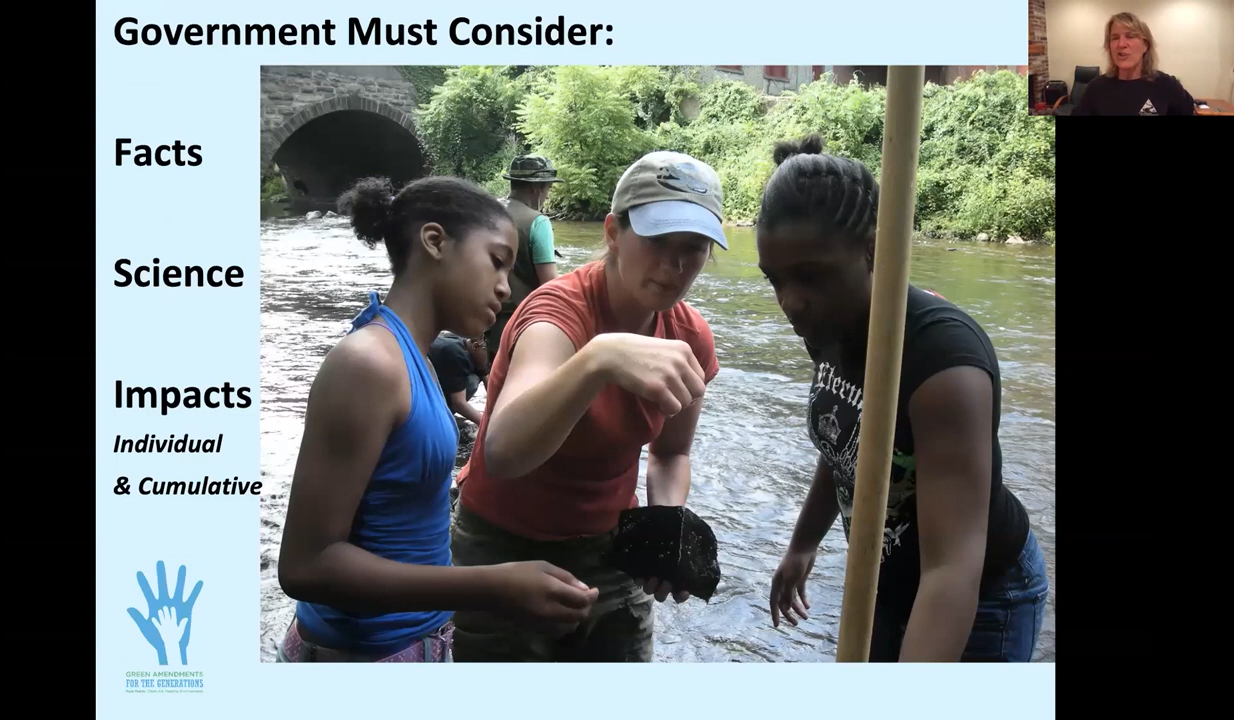 Government Must Consider:
Facts
Science
Impacts
Individual
& Cumulative
GREEN AMENDMENTS
FOR THE GENERATIONS